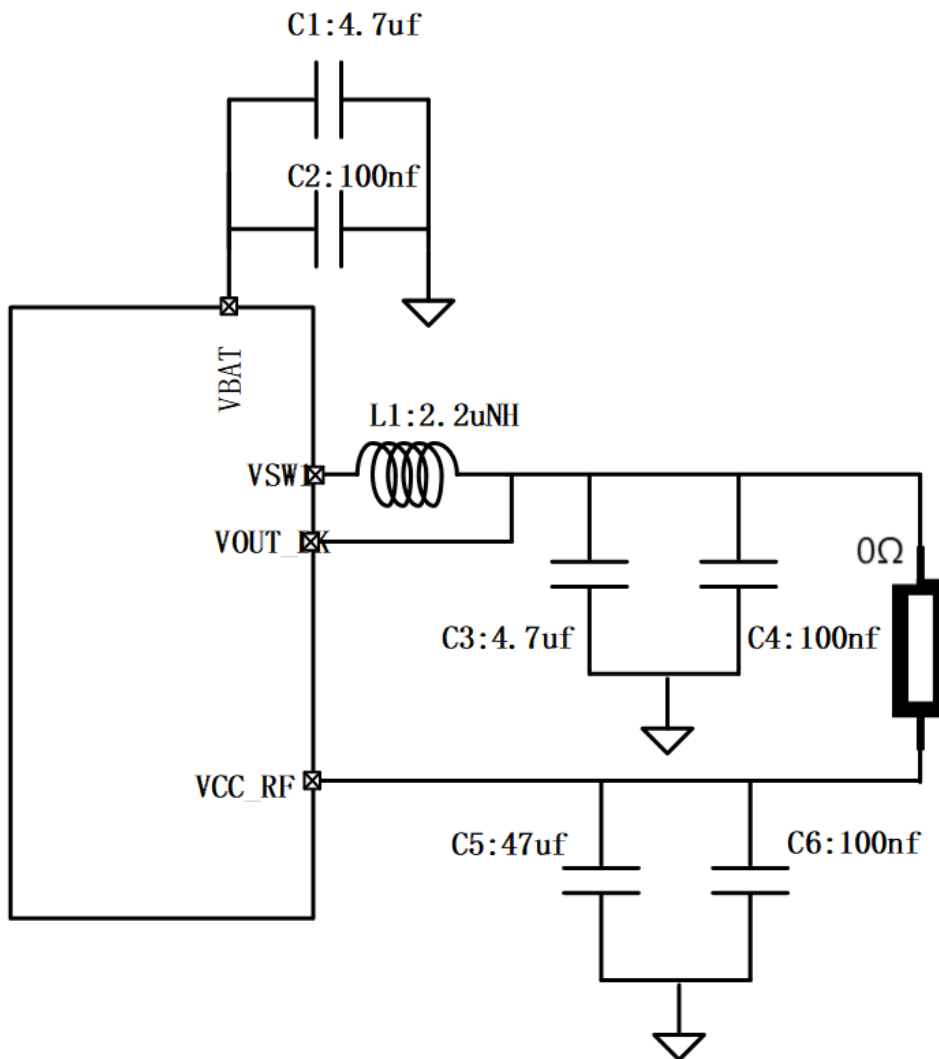 C1:4.7uf
C2:100nf
VBAT
L1:2.2uNH
VSW1
VOUT_
0Ω
C3:4.7uf
C4:100nf
VCC_RF
C5:47uf
C6:100nf